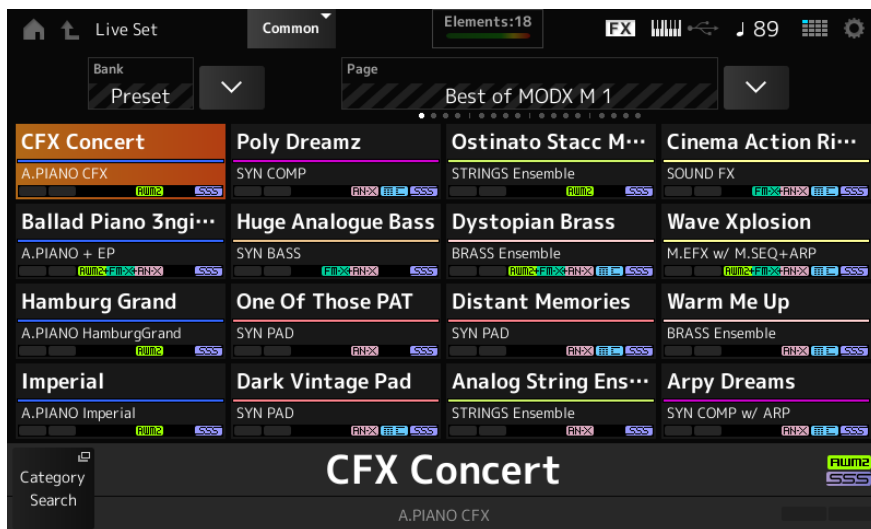 Live Set
Common
Elements:18
FX
♩ 89
Bank
Preset
Page
Best of MODX M 1
CFX Concert
A.PIANO CFX
AWM2 SSS
Poly Dreamz
SYN COMP
AN-X SSS
Ostinato Stacc M···
STRINGS Ensemble
AWM2 SSS
Cinema Action Ri···
SOUND FX
FM-X+AN-X SSS
Ballad Piano 3ngi···
A.PIANO + EP
AWM2+FM-X+AN-X SSS
Huge Analogue Bass
SYN BASS
FM-X+AN-X SSS
Dystopian Brass
BRASS Ensemble
AWM2+FM-X+AN-X SSS
Wave Xplosion
M.EFX w/ M.SEQ+ARP
AWM2+FM-X+AN-X SSS
Hamburg Grand
A.PIANO HamburgGrand
AWM2 SSS
One Of Those PAT
SYN PAD
AN-X SSS
Distant Memories
SYN PAD
AN-X SSS
Warm Me Up
BRASS Ensemble
AN-X SSS
Imperial
A.PIANO Imperial
AWM2 SSS
Dark Vintage Pad
SYN PAD
AN-X SSS
Analog String Ens···
STRINGS Ensemble
AN-X SSS
Arpy Dreams
SYN COMP w/ ARP
AN-X SSS
Category
Search
CFX Concert
AWM2
SSS
A.PIANO CFX